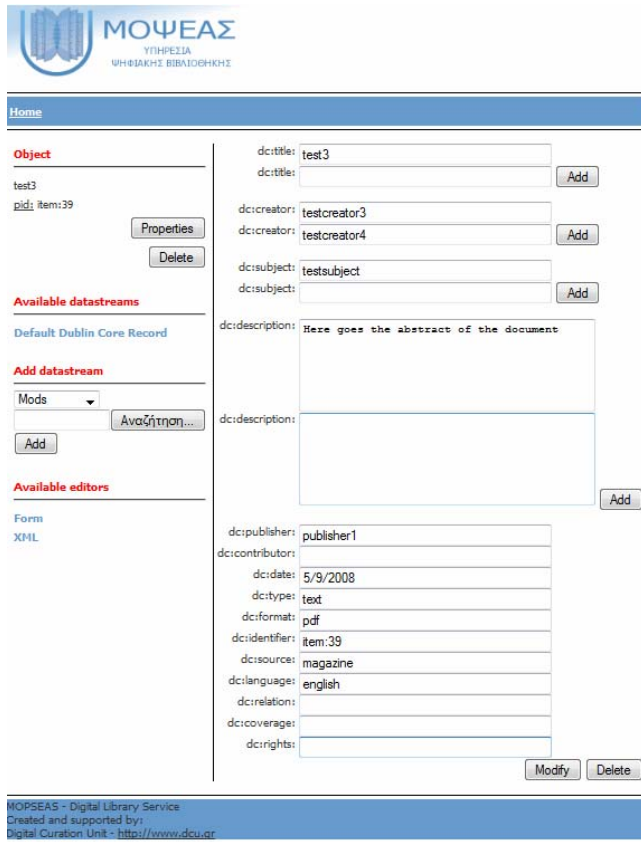 ΜΟΨΕΑΣ
ΥΠΗΡΕΣΙΑ
ΨΗΦΙΑΚΗΣ ΒΙΒΛΙΟΘΗΚΗΣ
Home
Object
test3
pid: item:39
Properties
Delete
Available datastreams
Default Dublin Core Record
Add datastream
Mods
Αναζήτηση...
Add
Available editors
Form
XML
dc:title: test3
dc:title: Add
dc:creator: testcreator3
dc:creator: testcreator4 Add
dc:subject: testsubject
dc:subject: Add
dc:description: Here goes the abstract of the document
dc:description:
Add
dc:publisher: publisher1
dc:contributor:
dc:date: 5/9/2008
dc:type: text
dc:format: pdf
dc:identifier: item:39
dc:source: magazine
dc:language: english
dc:relation:
dc:coverage:
dc:rights:
Modify Delete
MOPSEAS - Digital Library Service
Created and supported by:
Digital Curation Unit - http://www.dcu.gr